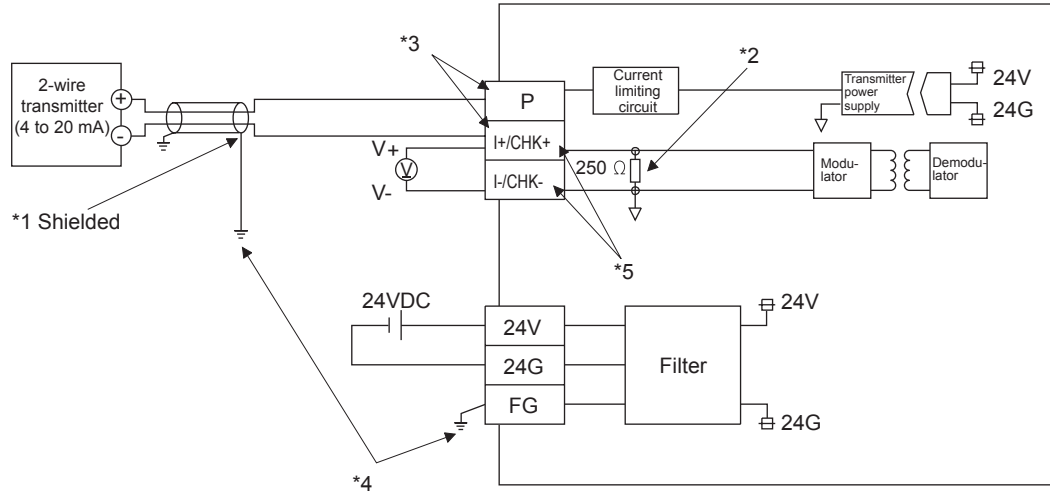 *3
*2
2-wire
transmitter
(4 to 20 mA)
+
-
P
Current
limiting
circuit
Transmitter
power
supply
24V
24G
I+/CHK+
V+
V
V-
I-/CHK-
250 Ω
Modu-
lator
Demodu-
lator
*1 Shielded
*5
24VDC
24V
24G
FG
Filter
24V
24G
*4